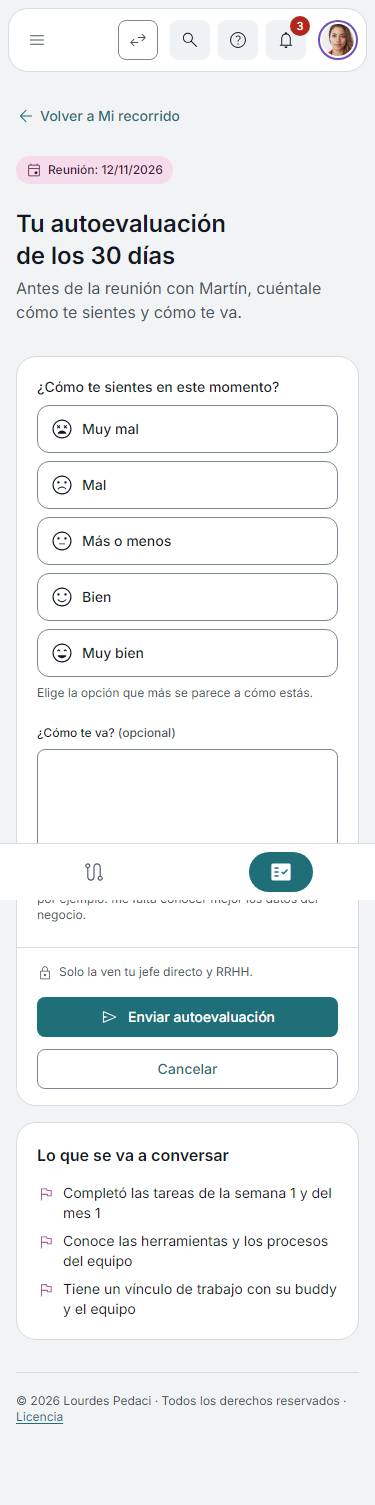 3
Volver a Mi recorrido
Reunión: 12/11/2026
Tu autoevaluación
de los 30 días
Antes de la reunión con Martín, cuéntale
cómo te sientes y cómo te va.
¿Cómo te sientes en este momento?
Muy mal
Mal
Más o menos
Bien
Muy bien
Elige la opción que más se parece a cómo estás.
¿Cómo te va? (opcional)
negocio.
Solo la ven tu jefe directo y RRHH.
Enviar autoevaluación
Cancelar
Lo que se va a conversar
Completó las tareas de la semana 1 y del
mes 1
Conoce las herramientas y los procesos
del equipo
Tiene un vínculo de trabajo con su buddy
y el equipo
© 2026 Lourdes Pedaci · Todos los derechos reservados ·
Licencia